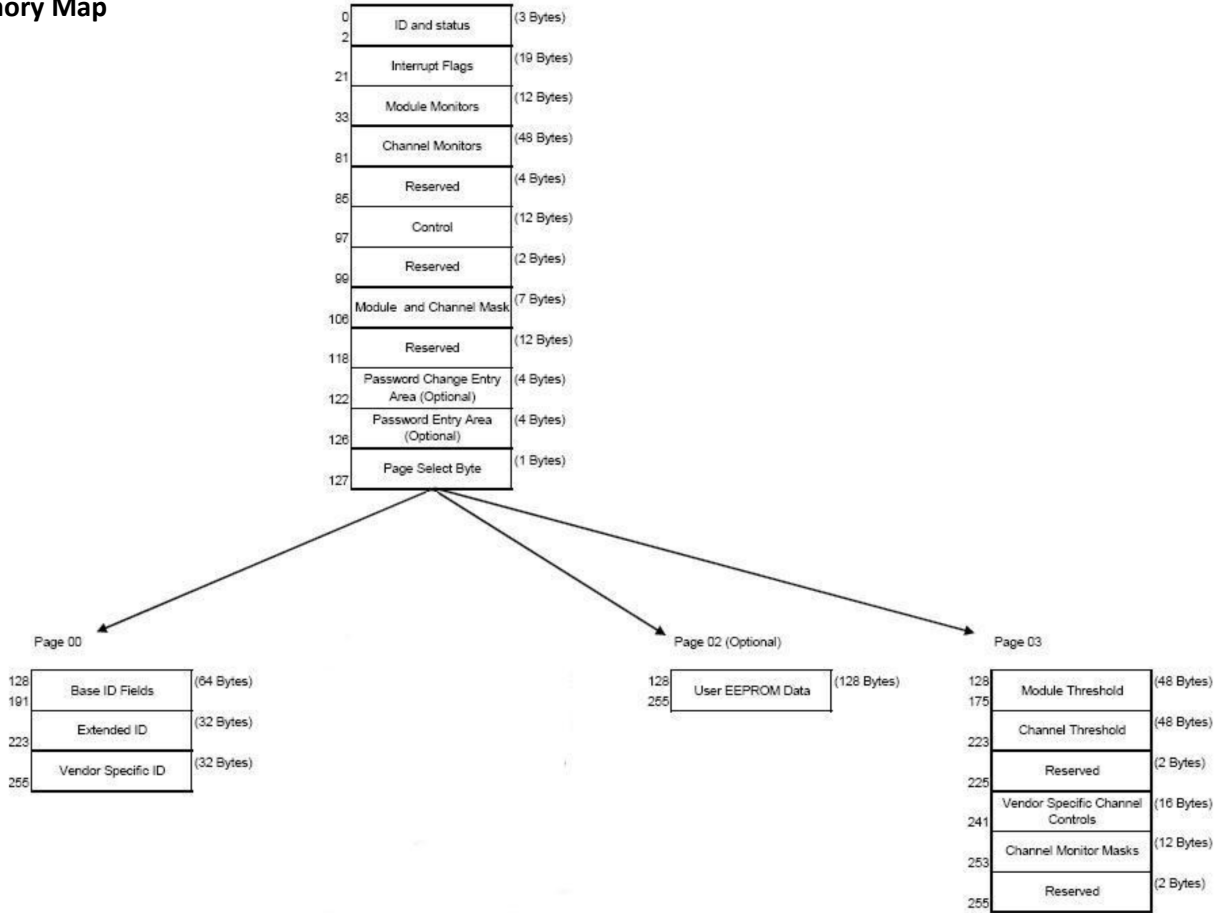 ory Map
0
ID and status
(3 Bytes)
2
Interrupt Flags
(19 Bytes)
21
Module Monitors
(12 Bytes)
33
Channel Monitors
(48 Bytes)
81
Reserved
(4 Bytes)
85
Control
(12 Bytes)
97
Reserved
(2 Bytes)
99
Module and Channel Mask
(7 Bytes)
106
Reserved
(12 Bytes)
118
Password Change Entry
Area (Optional)
(4 Bytes)
122
Password Entry Area
(Optional)
(4 Bytes)
126
Page Select Byte
(1 Bytes)
127
Page 00
128
Base ID Fields
(64 Bytes)
191
Extended ID
(32 Bytes)
223
Vendor Specific ID
(32 Bytes)
255
Page 02 (Optional)
128
User EEPROM Data
(128 Bytes)
255
Page 03
128
Module Threshold
(48 Bytes)
175
Channel Threshold
(48 Bytes)
223
Reserved
(2 Bytes)
225
Vendor Specific Channel
Controls
(16 Bytes)
241
Channel Monitor Masks
(12 Bytes)
253
Reserved
(2 Bytes)
255